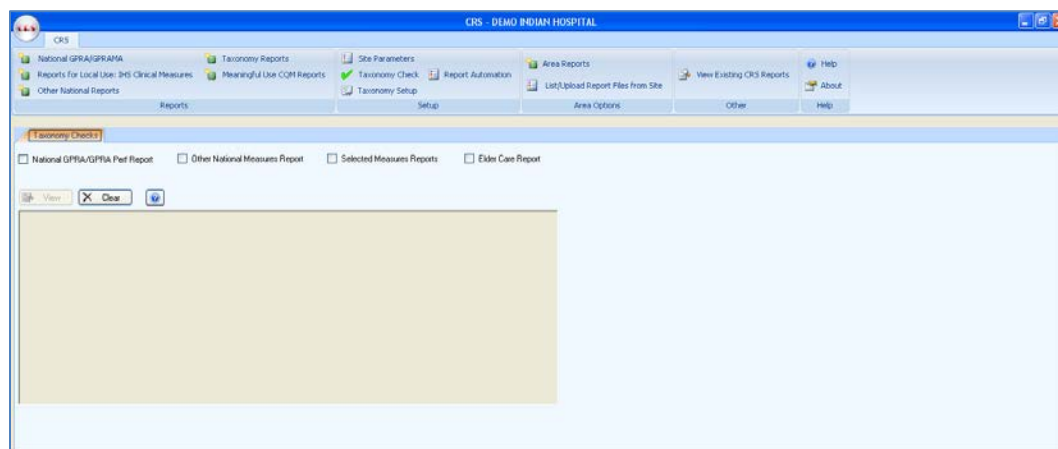 CRS - DEMO INDIAN HOSPITAL
CRS
National GPRA/GPRAMA
Reports for Local Use: IHS Clinical Measures
Other National Reports
Taxonomy Reports
Meaningful Use CQM Reports
Reports
Site Parameters
Taxonomy Check
Report Automation
Taxonomy Setup
Setup
Area Reports
List/Upload Report Files from Site
Area Options
View Existing CRS Reports
Other
Help
About
Help
Taxonomy Checks
National GPRA/GPRA Perf Report
Other National Measures Report
Selected Measures Reports
Elder Care Report
View
Clear